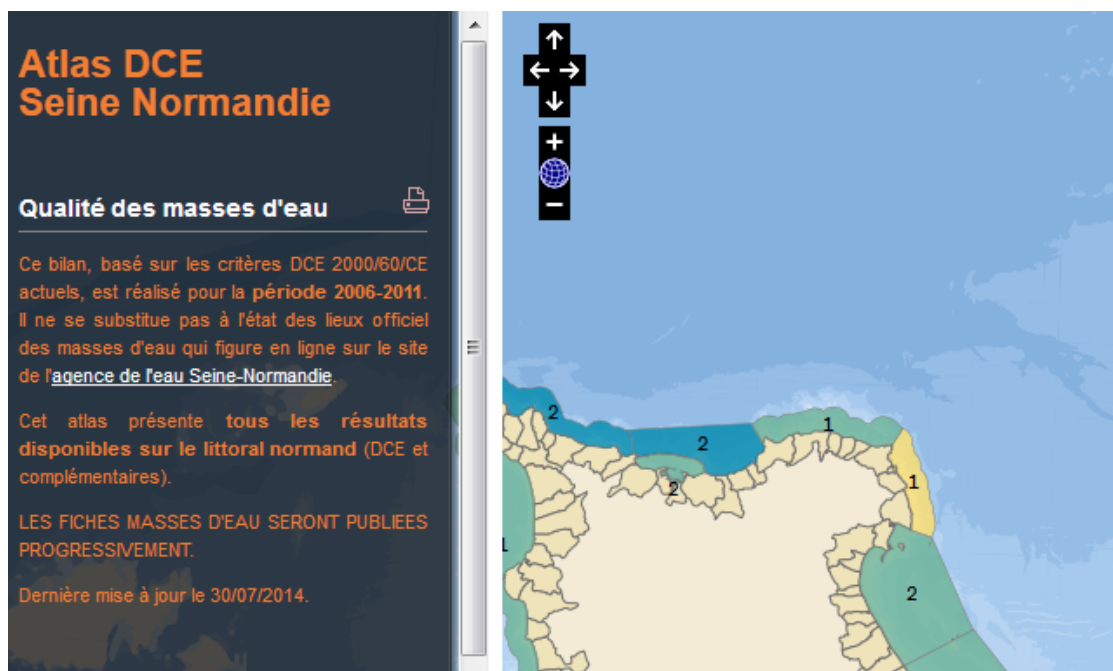 Atlas DCE
Seine Normandie
Qualité des masses d'eau
Ce bilan, basé sur les critères DCE 2000/60/CE
actuels, est réalisé pour la période 2006-2011.
Il ne se substitue pas à l'état des lieux officiel
des masses d'eau qui figure en ligne sur le site
de l'agence de l'eau Seine-Normandie.
Cet atlas présente tous les résultats
disponibles sur le littoral normand (DCE et
complémentaires).
LES FICHES MASSES D'EAU SERONT PUBLIEES
PROGRESSIVEMENT.
Dernière mise à jour le 30/07/2014.
2
2
1
2
1
1
2